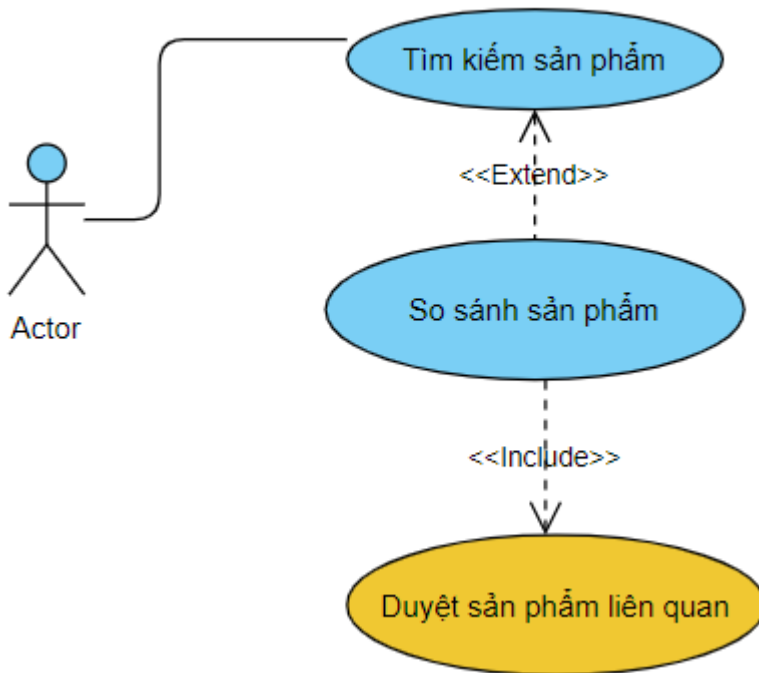 Tìm kiếm sản phẩm
<<Extend>>
So sánh sản phẩm
Actor
<<Include>>
Duyệt sản phẩm liên quan